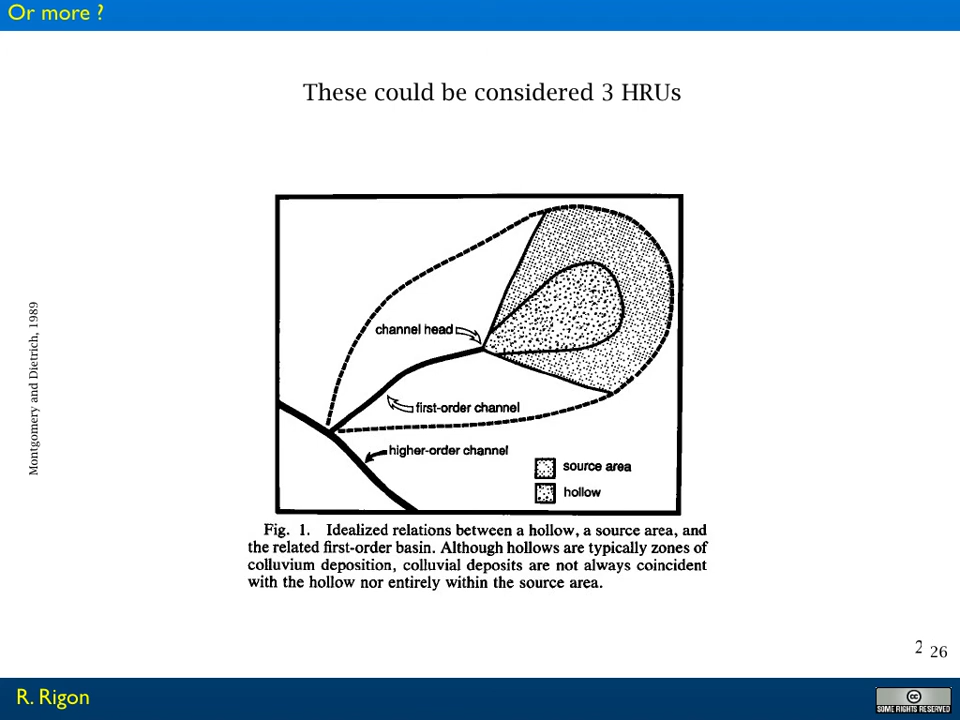 Or more ?
These could be considered 3 HRUs
Montgomery and Dietrich, 1989
channel head
first-order channel
higher-order channel
source area
hollow
Fig. 1. Idealized relations between a hollow, a source area, and
the related first-order basin. Although hollows are typically zones of
colluvium deposition, colluvial deposits are not always coincident
with the hollow nor entirely within the source area.
2
26
R. Rigon
cc
SOME RIGHTS RESERVED